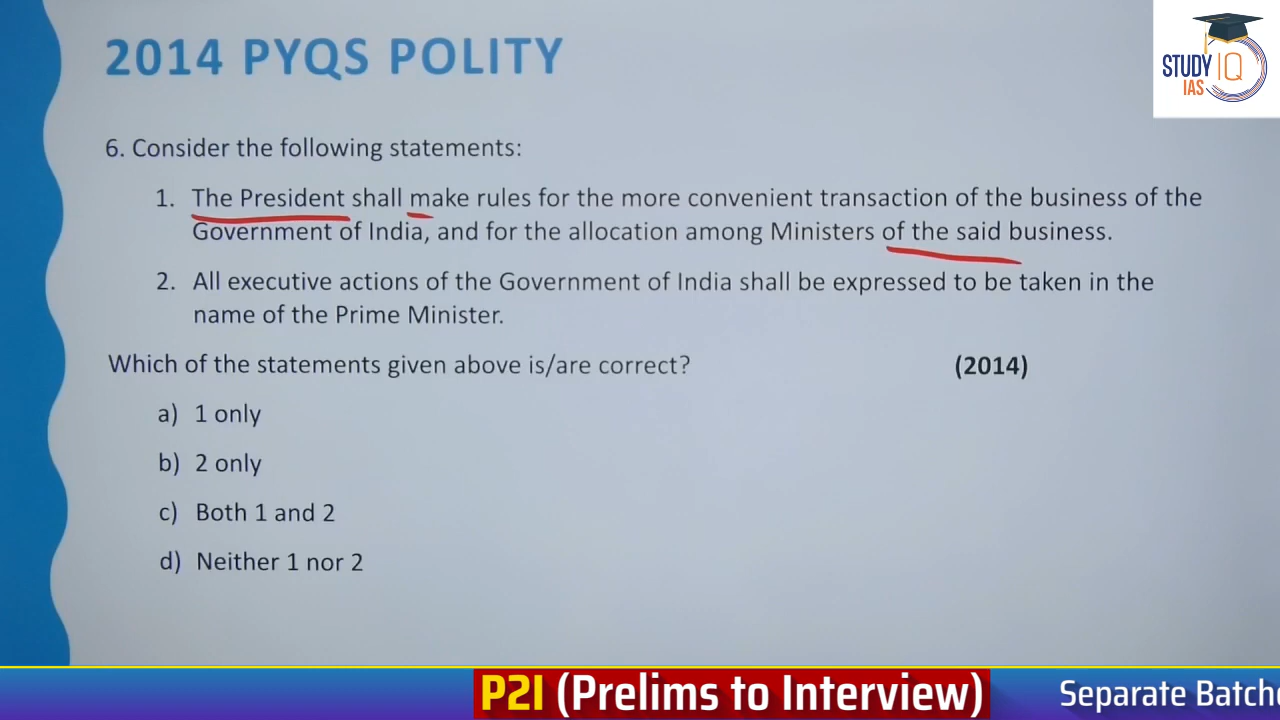 2014 PYQS POLITY
STUDY IQ
IAS
6. Consider the following statements:
1. The President shall make rules for the more convenient transaction of the business of the
Government of India, and for the allocation among Ministers of the said business.
2. All executive actions of the Government of India shall be expressed to be taken in the
name of the Prime Minister.
Which of the statements given above is/are correct? (2014)
a) 1 only
b) 2 only
c) Both 1 and 2
d) Neither 1 nor 2
P2I (Prelims to Interview) Separate Batche